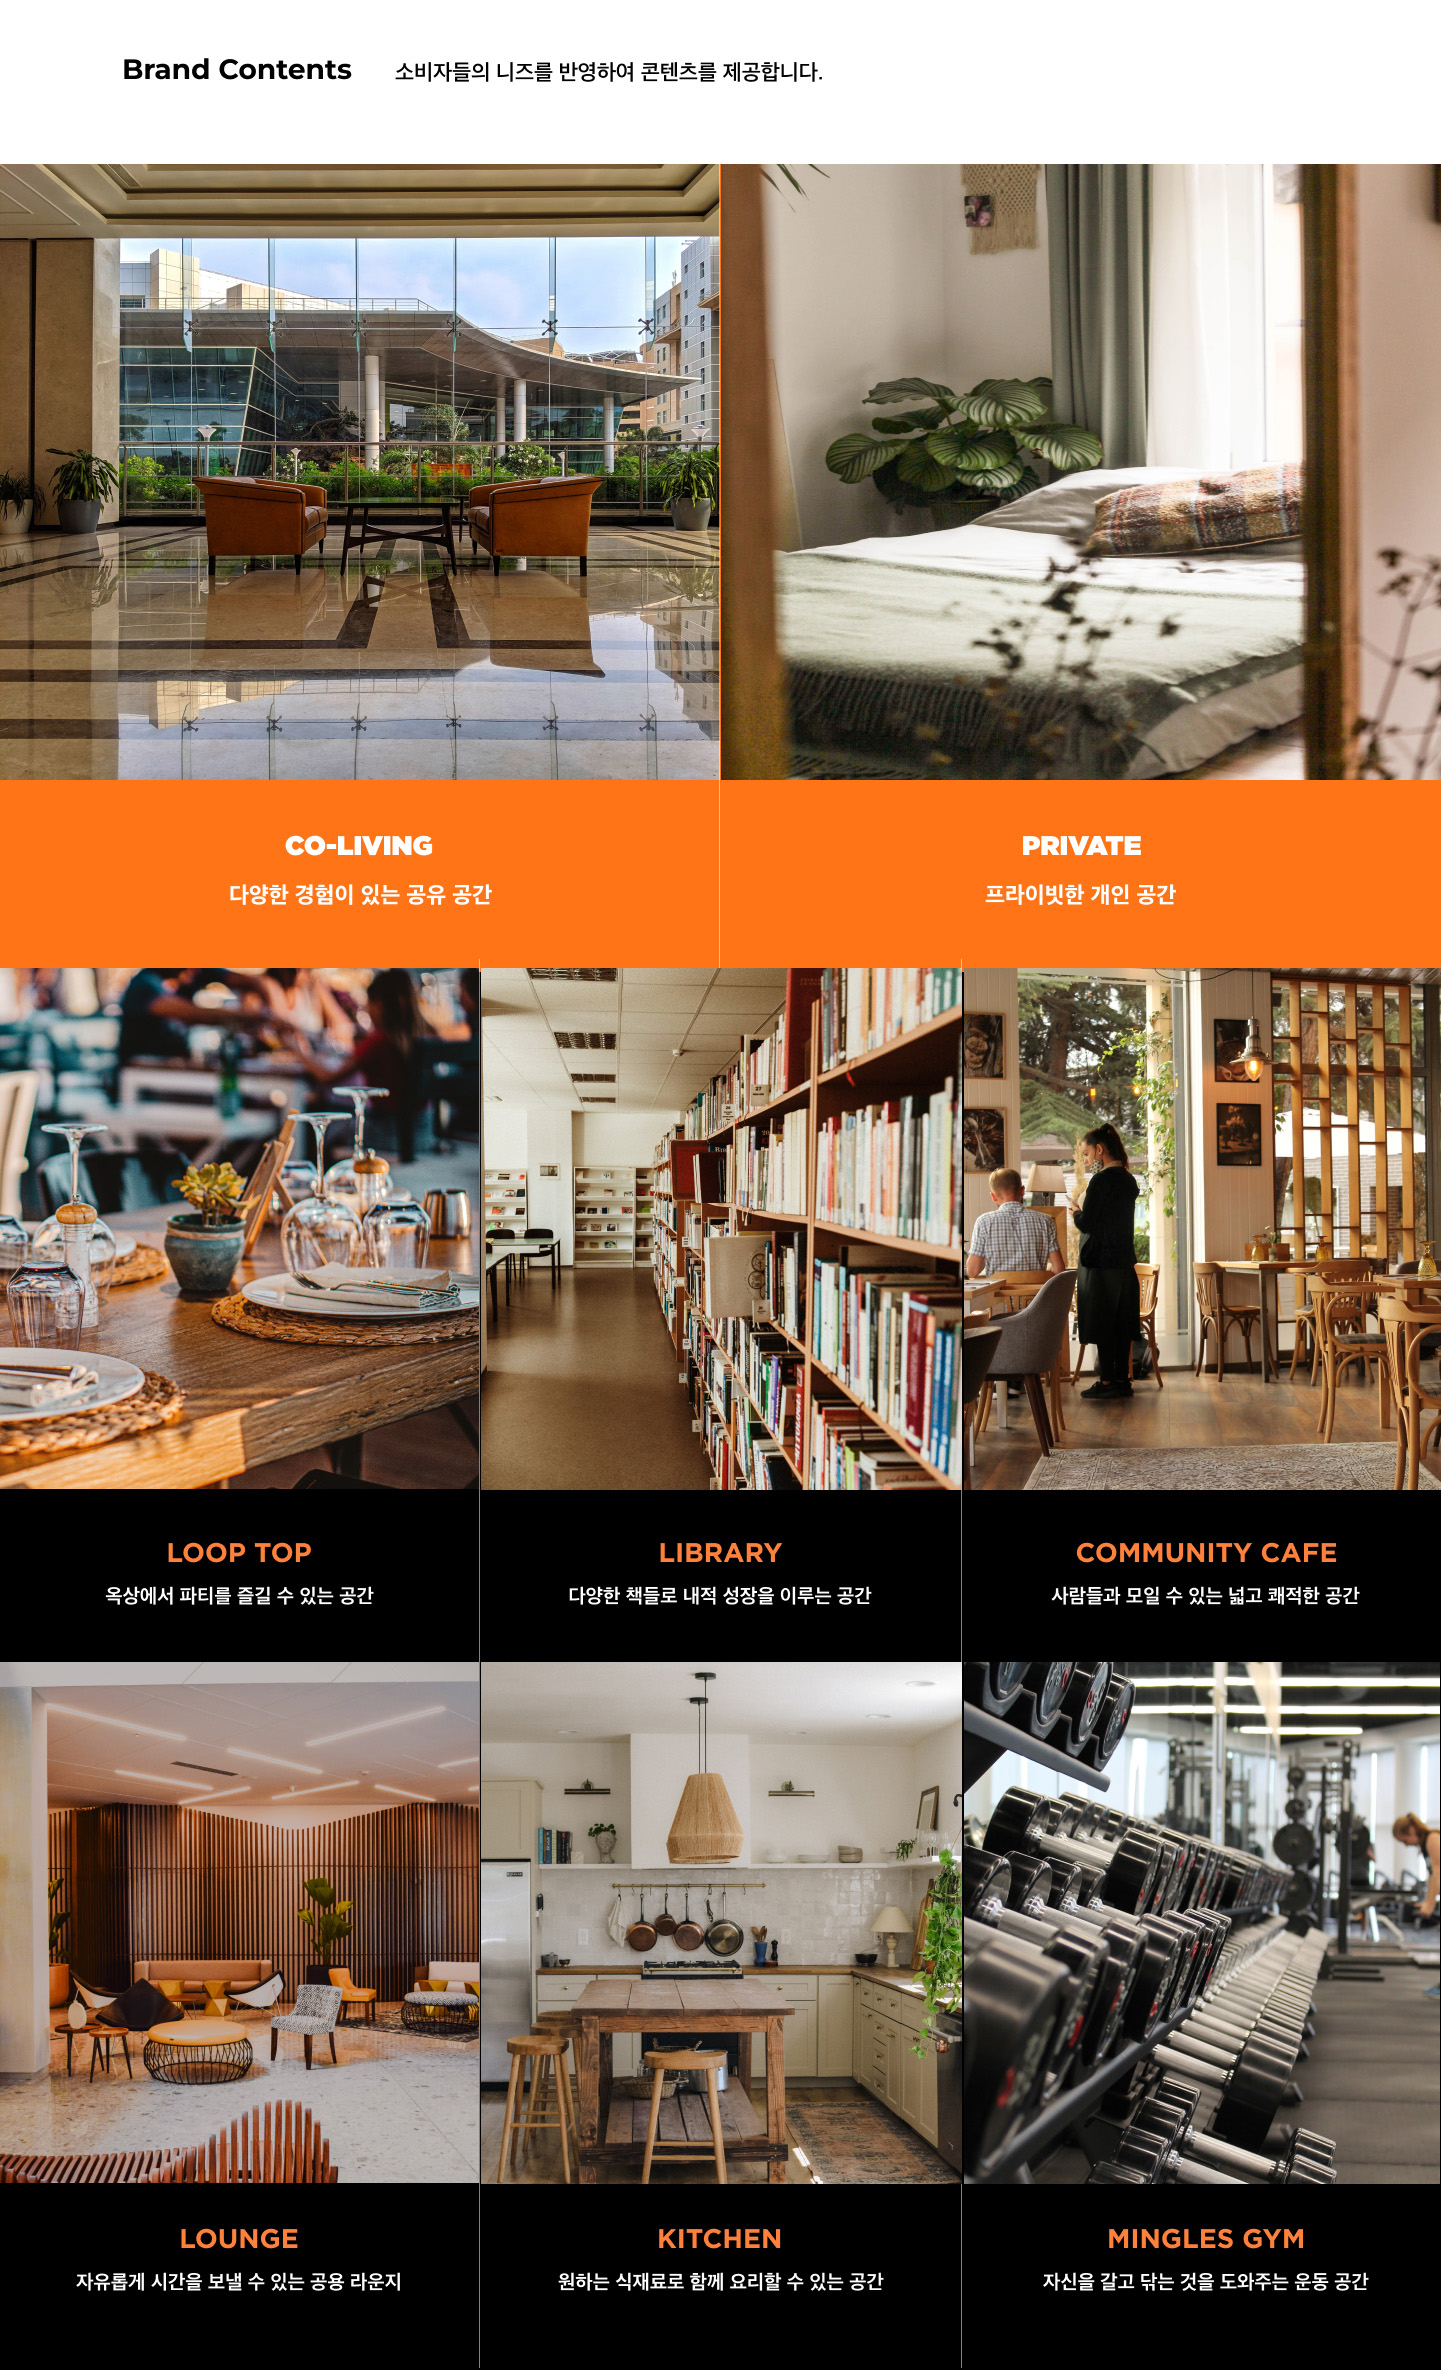 Brand Contents 소비자들의 니즈를 반영하여 콘텐츠를 제공합니다.
CO-LIVING
다양한 경험이 있는 공유 공간
PRIVATE
프라이빗한 개인 공간
LOOP TOP
옥상에서 파티를 즐길 수 있는 공간
LIBRARY
다양한 책들로 내적 성장을 이루는 공간
COMMUNITY CAFE
사람들과 모일 수 있는 넓고 쾌적한 공간
LOUNGE
자유롭게 시간을 보낼 수 있는 공용 라운지
KITCHEN
원하는 식재료로 함께 요리할 수 있는 공간
MINGLES GYM
자신을 갈고 닦는 것을 도와주는 운동 공간